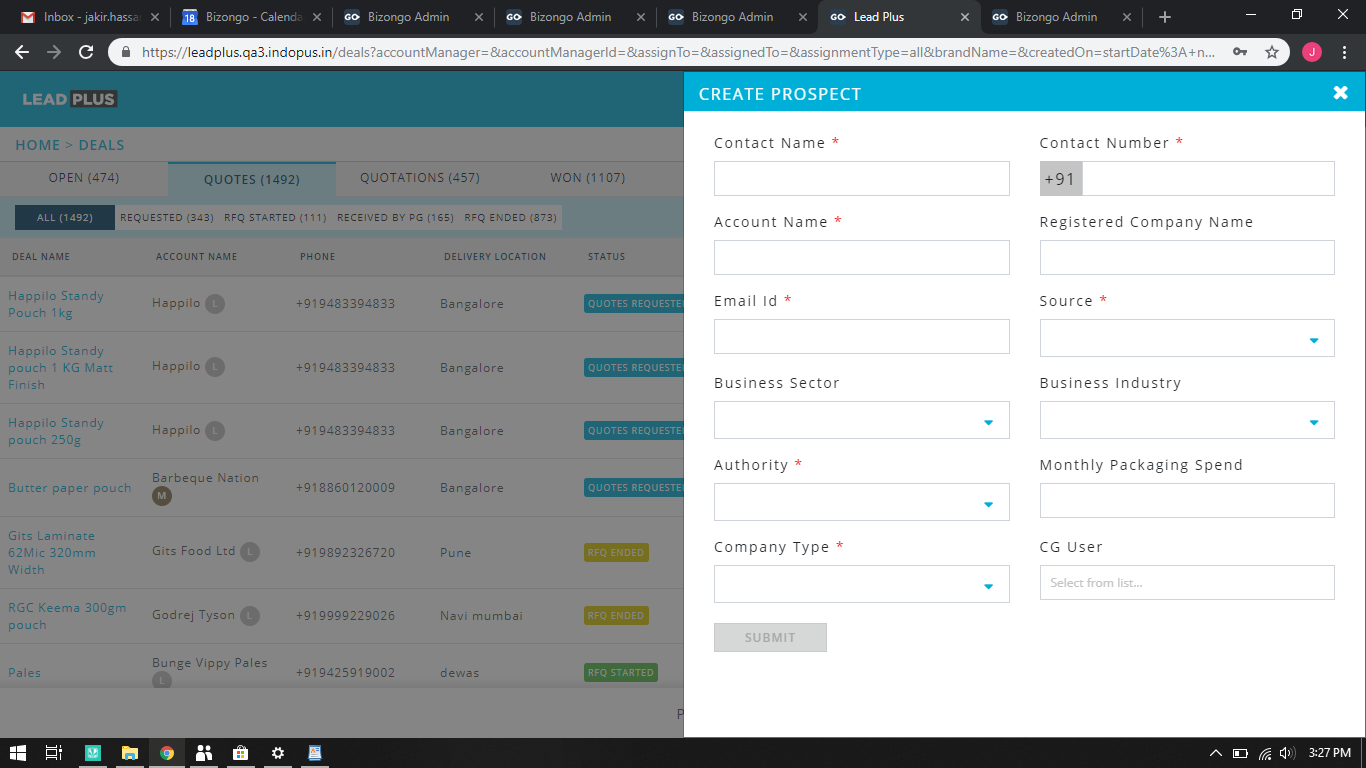 Inbox - jakir.hassan
Bizongo - Calenda
Bizongo Admin
Bizongo Admin
Bizongo Admin
Lead Plus
Bizongo Admin
https://leadplus.qa3.indopus.in/deals?accountManager=&accountManagerId=&assignTo=&assignedTo=&assignmentType=all&brandName=&createdOn=startDate%3A+n...
J
LEAD PLUS
HOME > DEALS
OPEN (474) QUOTES (1492) QUOTATIONS (457) WON (1107)
ALL (1492) REQUESTED (343) RFQ STARTED (111) RECEIVED BY PG (165) RFQ ENDED (873)
DEAL NAME ACCOUNT NAME PHONE DELIVERY LOCATION STATUS
Happilo Standy
Pouch 1kg
Happilo L +919483394833 Bangalore QUOTES REQUESTE
Happilo Standy
pouch 1 KG Matt
Finish
Happilo L +919483394833 Bangalore QUOTES REQUESTE
Happilo Standy
pouch 250g
Happilo L +919483394833 Bangalore QUOTES REQUESTE
Butter paper pouch
Barbeque Nation
M
+918860120009 Bangalore QUOTES REQUESTE
Gits Laminate
62Mic 320mm
Width
Gits Food Ltd L +919892326720 Pune RFQ ENDED
RGC Keema 300gm
pouch
Godrej Tyson L +919999229026 Navi mumbai RFQ ENDED
Pales
Bunge Vippy Pales
L
+919425919002 dewas RFQ STARTED
P
CREATE PROSPECT
Contact Name * Contact Number *
+91
Account Name * Registered Company Name
Email Id * Source *
Business Sector Business Industry
Authority * Monthly Packaging Spend
Company Type * CG User
Select from list...
SUBMIT
3:27 PM